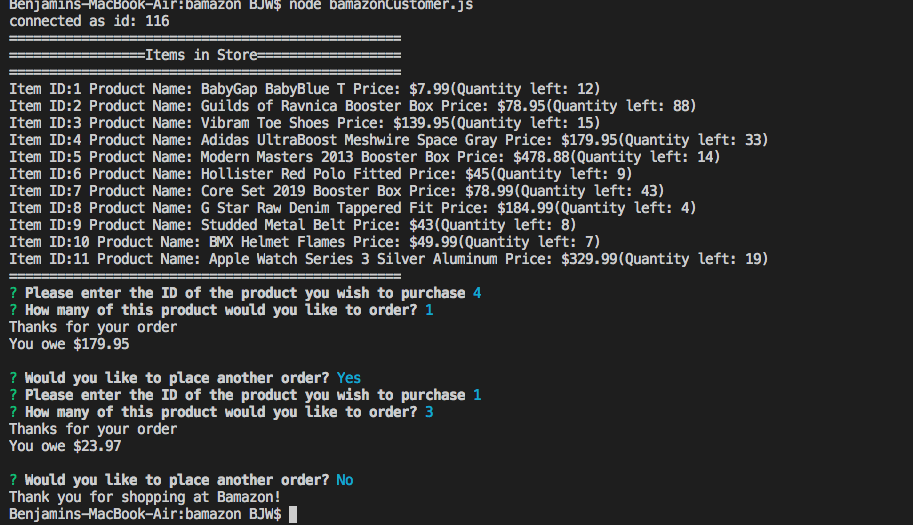 Benjamins-MacBook-Air:bamazon BJW$ node bamazonCustomer.js
connected as id: 116
=================================================
=================Items in Store==================
=================================================
Item ID:1 Product Name: BabyGap BabyBlue T Price: $7.99(Quantity left: 12)
Item ID:2 Product Name: Guilds of Ravnica Booster Box Price: $78.95(Quantity left: 88)
Item ID:3 Product Name: Vibram Toe Shoes Price: $139.95(Quantity left: 15)
Item ID:4 Product Name: Adidas UltraBoost Meshwire Space Gray Price: $179.95(Quantity left: 33)
Item ID:5 Product Name: Modern Masters 2013 Booster Box Price: $478.88(Quantity left: 14)
Item ID:6 Product Name: Hollister Red Polo Fitted Price: $45(Quantity left: 9)
Item ID:7 Product Name: Core Set 2019 Booster Box Price: $78.99(Quantity left: 43)
Item ID:8 Product Name: G Star Raw Denim Tappered Fit Price: $184.99(Quantity left: 4)
Item ID:9 Product Name: Studded Metal Belt Price: $43(Quantity left: 8)
Item ID:10 Product Name: BMX Helmet Flames Price: $49.99(Quantity left: 7)
Item ID:11 Product Name: Apple Watch Series 3 Silver Aluminum Price: $329.99(Quantity left: 19)
=================================================
? Please enter the ID of the product you wish to purchase 4
? How many of this product would you like to order? 1
Thanks for your order
You owe $179.95
? Would you like to place another order? Yes
? Please enter the ID of the product you wish to purchase 1
? How many of this product would you like to order? 3
Thanks for your order
You owe $23.97
? Would you like to place another order? No
Thank you for shopping at Bamazon!
Benjamins-MacBook-Air:bamazon BJW$